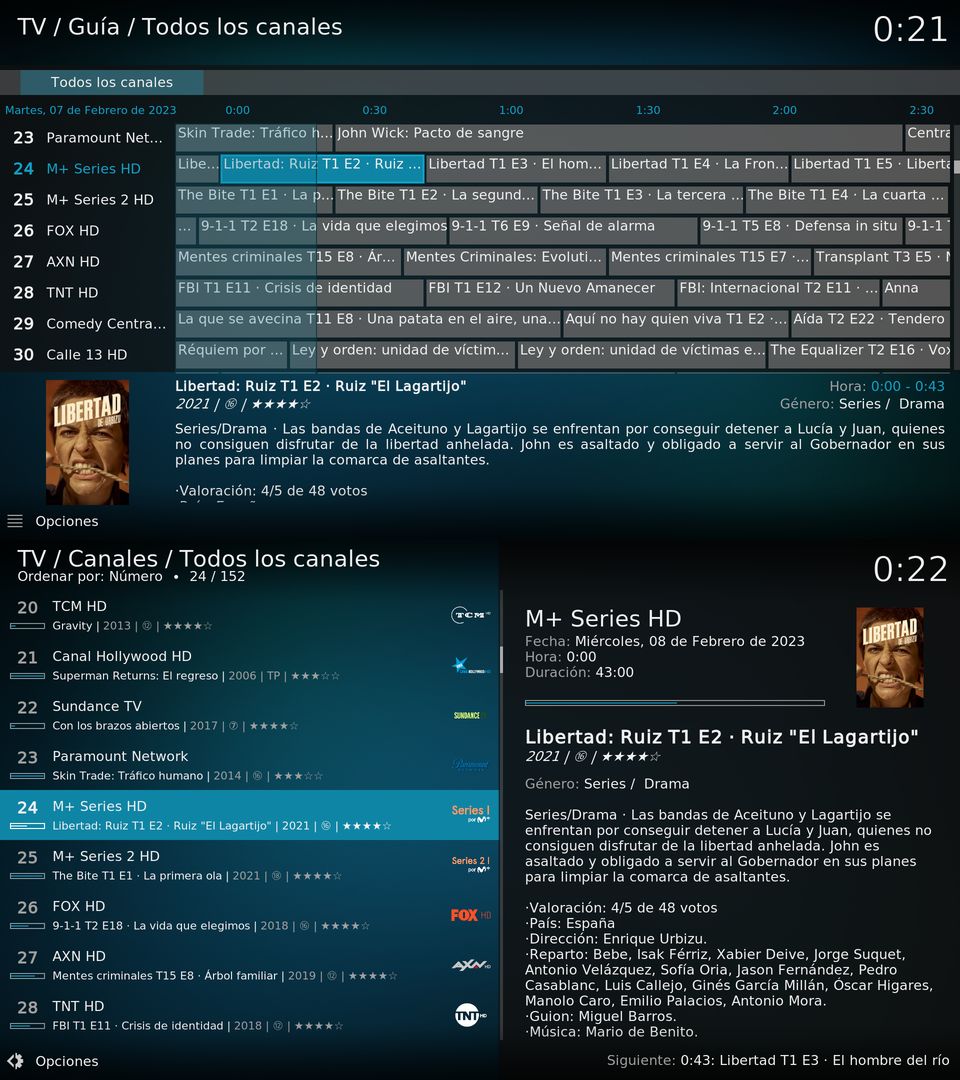 TV / Guía / Todos los canales
0:21
Todos los canales
Martes, 07 de Febrero de 2023 0:00 0:30 1:00 1:30 2:00 2:30
23 Paramount Net... Skin Trade: Tráfico h... John Wick: Pacto de sangre Centra
24 M+ Series HD Libe... Libertad: Ruiz T1 E2 · Ruiz ... Libertad T1 E3 · El hom... Libertad T1 E4 · La Fron... Libertad T1 E5 · Liberta
25 M+ Series 2 HD The Bite T1 E1 · La p... The Bite T1 E2 · La segund... The Bite T1 E3 · La tercera ... The Bite T1 E4 · La cuarta ...
26 FOX HD ... 9-1-1 T2 E18 · La vida que elegimos 9-1-1 T6 E9 · Señal de alarma 9-1-1 T5 E8 · Defensa in situ 9-1-1
27 AXN HD Mentes criminales T15 E8 · Ár... Mentes Criminales: Evoluti... Mentes criminales T15 E7 ·... Transplant T3 E5 ·
28 TNT HD FBI T1 E11 · Crisis de identidad FBI T1 E12 · Un Nuevo Amanecer FBI: Internacional T2 E11 · ... Anna
29 Comedy Centra... La que se avecina T11 E8 · Una patata en el aire, una... Aquí no hay quien viva T1 E2 ·... Aída T2 E22 · Tendero
30 Calle 13 HD Réquiem por ... Ley y orden: unidad de víctim... Ley y orden: unidad de víctimas e... The Equalizer T2 E16 · Vox
LIBERTAD
DE URBIZU
Libertad: Ruiz T1 E2 · Ruiz "El Lagartijo" Hora: 0:00 - 0:43
2021 / ⑯ / ★★★★☆ Género: Series / Drama
Series/Drama · Las bandas de Aceituno y Lagartijo se enfrentan por conseguir detener a Lucía y Juan, quienes
no consiguen disfrutar de la libertad anhelada. John es asaltado y obligado a servir al Gobernador en sus
planes para limpiar la comarca de asaltantes.
·Valoración: 4/5 de 48 votos
Opciones
TV / Canales / Todos los canales
Ordenar por: Número • 24 / 152
0:22
20 TCM HD
Gravity | 2013 | ⑫ | ★★★★☆
TCM HD
21 Canal Hollywood HD
Superman Returns: El regreso | 2006 | TP | ★★★☆☆
22 Sundance TV
Con los brazos abiertos | 2017 | ⑦ | ★★★★☆
SUNDANCE
23 Paramount Network
Skin Trade: Tráfico humano | 2014 | ⑯ | ★★★☆☆
Paramount
24 M+ Series HD
Libertad: Ruiz T1 E2 · Ruiz "El Lagartijo" | 2021 | ⑯ | ★★★★☆
Series |
por M+
25 M+ Series 2 HD
The Bite T1 E1 · La primera ola | 2021 | ⑱ | ★★★★☆
Series 2 |
por M+
26 FOX HD
9-1-1 T2 E18 · La vida que elegimos | 2018 | ⑯ | ★★★★☆
FOX HD
27 AXN HD
Mentes criminales T15 E8 · Árbol familiar | 2019 | ⑫ | ★★★★☆
AXN HD
28 TNT HD
FBI T1 E11 · Crisis de identidad | 2018 | ⑫ | ★★★★☆
TNT HD
Opciones
M+ Series HD
Fecha: Miércoles, 08 de Febrero de 2023
Hora: 0:00
Duración: 43:00
LIBERTAD
DE URBIZU
Libertad: Ruiz T1 E2 · Ruiz "El Lagartijo"
2021 / ⑯ / ★★★★☆
Género: Series / Drama
Series/Drama · Las bandas de Aceituno y Lagartijo se
enfrentan por conseguir detener a Lucía y Juan, quienes no
consiguen disfrutar de la libertad anhelada. John es
asaltado y obligado a servir al Gobernador en sus planes
para limpiar la comarca de asaltantes.
·Valoración: 4/5 de 48 votos
·País: España
·Dirección: Enrique Urbizu.
·Reparto: Bebe, Isak Férriz, Xabier Deive, Jorge Suquet,
Antonio Velázquez, Sofía Oria, Jason Fernández, Pedro
Casablanc, Luis Callejo, Ginés García Millán, Óscar Higares,
Manolo Caro, Emilio Palacios, Antonio Mora.
·Guion: Miguel Barros.
·Música: Mario de Benito.
Siguiente: 0:43: Libertad T1 E3 · El hombre del río